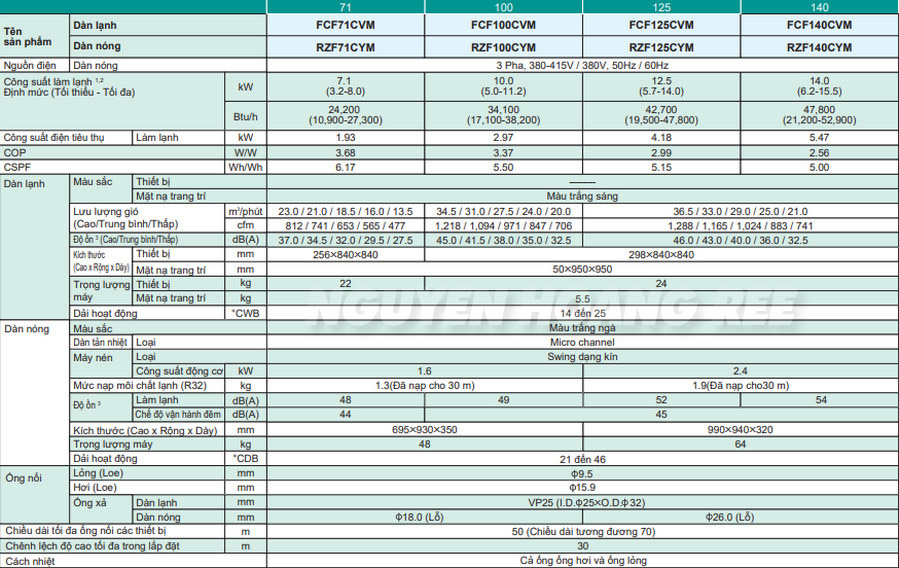 71 100 125 140
Tên sản phẩm Dàn lạnh FCF71CVM FCF100CVM FCF125CVM FCF140CVM
Dàn nóng RZF71CYM RZF100CYM RZF125CYM RZF140CYM
Nguồn điện Dàn nóng 3 Pha, 380-415V / 380V, 50Hz / 60Hz
Công suất làm lạnh 1,2 kW 7.1 10.0 12.5 14.0
Định mức (Tối thiểu - Tối đa) (3.2-8.0) (5.0-11.2) (5.7-14.0) (6.2-15.5)
Btu/h 24,200 34,100 42,700 47,800
(10,900-27,300) (17,100-38,200) (19,500-47,800) (21,200-52,900)
Công suất điện tiêu thụ Làm lạnh kW 1.93 2.97 4.18 5.47
COP W/W 3.68 3.37 2.99 2.56
CSPF Wh/Wh 6.17 5.50 5.15 5.00
Dàn lạnh Màu sắc Thiết bị ——
Mặt nạ trang trí Màu trắng sáng
Lưu lượng gió m³/phút 23.0 / 21.0 / 18.5 / 16.0 / 13.5 34.5 / 31.0 / 27.5 / 24.0 / 20.0 36.5 / 33.0 / 29.0 / 25.0 / 21.0
(Cao/Trung bình/Thấp) cfm 812 / 741 / 653 / 565 / 477 1,218 / 1,094 / 971 / 847 / 706 1,288 / 1,165 / 1,024 / 883 / 741
Độ ồn ³ (Cao/Trung bình/Thấp) dB(A) 37.0 / 34.5 / 32.0 / 29.5 / 27.5 45.0 / 41.5 / 38.0 / 35.0 / 32.5 46.0 / 43.0 / 40.0 / 36.0 / 32.5
Kích thước (Cao x Rộng x Dày) Thiết bị mm 256×840×840 298×840×840
Mặt nạ trang trí mm 50×950×950
Trọng lượng máy Thiết bị kg 22 24
Mặt nạ trang trí kg 5.5
Dải hoạt động °CWB 14 đến 25
NGUYEN HOANG REE
Dàn nóng Màu sắc Màu trắng ngà
Dàn tản nhiệt Loại Micro channel
Máy nén Loại Swing dạng kín
Công suất động cơ kW 1.6 2.4
Mức nạp môi chất lạnh (R32) kg 1.3(Đã nạp cho 30 m) 1.9(Đã nạp cho30 m)
Độ ồn ³ Làm lạnh dB(A) 48 49 52 54
Chế độ vận hành đêm dB(A) 44 45
Kích thước (Cao x Rộng x Dày) mm 695×930×350 990×940×320
Trọng lượng máy kg 48 64
Dải hoạt động °CDB 21 đến 46
Ống nối Lỏng (Loe) mm Φ9.5
Hơi (Loe) mm Φ15.9
Ống xả Dàn lạnh mm VP25 (I.D.Φ25×O.D.Φ32)
Dàn nóng mm Φ18.0 (Lỗ) Φ26.0 (Lỗ)
Chiều dài tối đa ống nối các thiết bị m 50 (Chiều dài tương đương 70)
Chênh lệch độ cao tối đa trong lắp đặt m 30
Cách nhiệt Cả ống ống hơi và ống lỏng